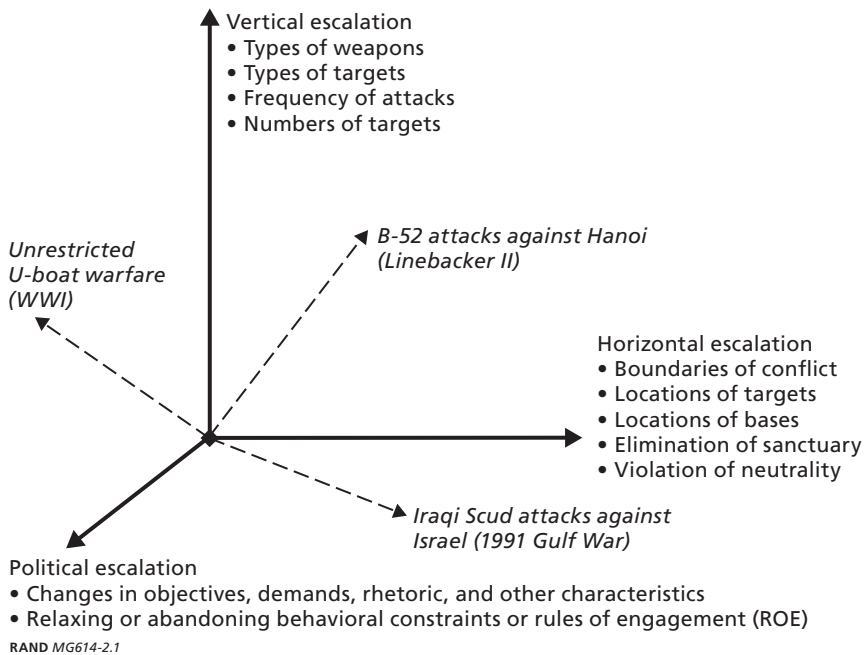 Vertical escalation
• Types of weapons
• Types of targets
• Frequency of attacks
• Numbers of targets
B-52 attacks against Hanoi
(Linebacker II)
Unrestricted
U-boat warfare
(WWI)
Horizontal escalation
• Boundaries of conflict
• Locations of targets
• Locations of bases
• Elimination of sanctuary
• Violation of neutrality
Iraqi Scud attacks against
Israel (1991 Gulf War)
Political escalation
• Changes in objectives, demands, rhetoric, and other characteristics
• Relaxing or abandoning behavioral constraints or rules of engagement (ROE)
RAND MG614-2.1